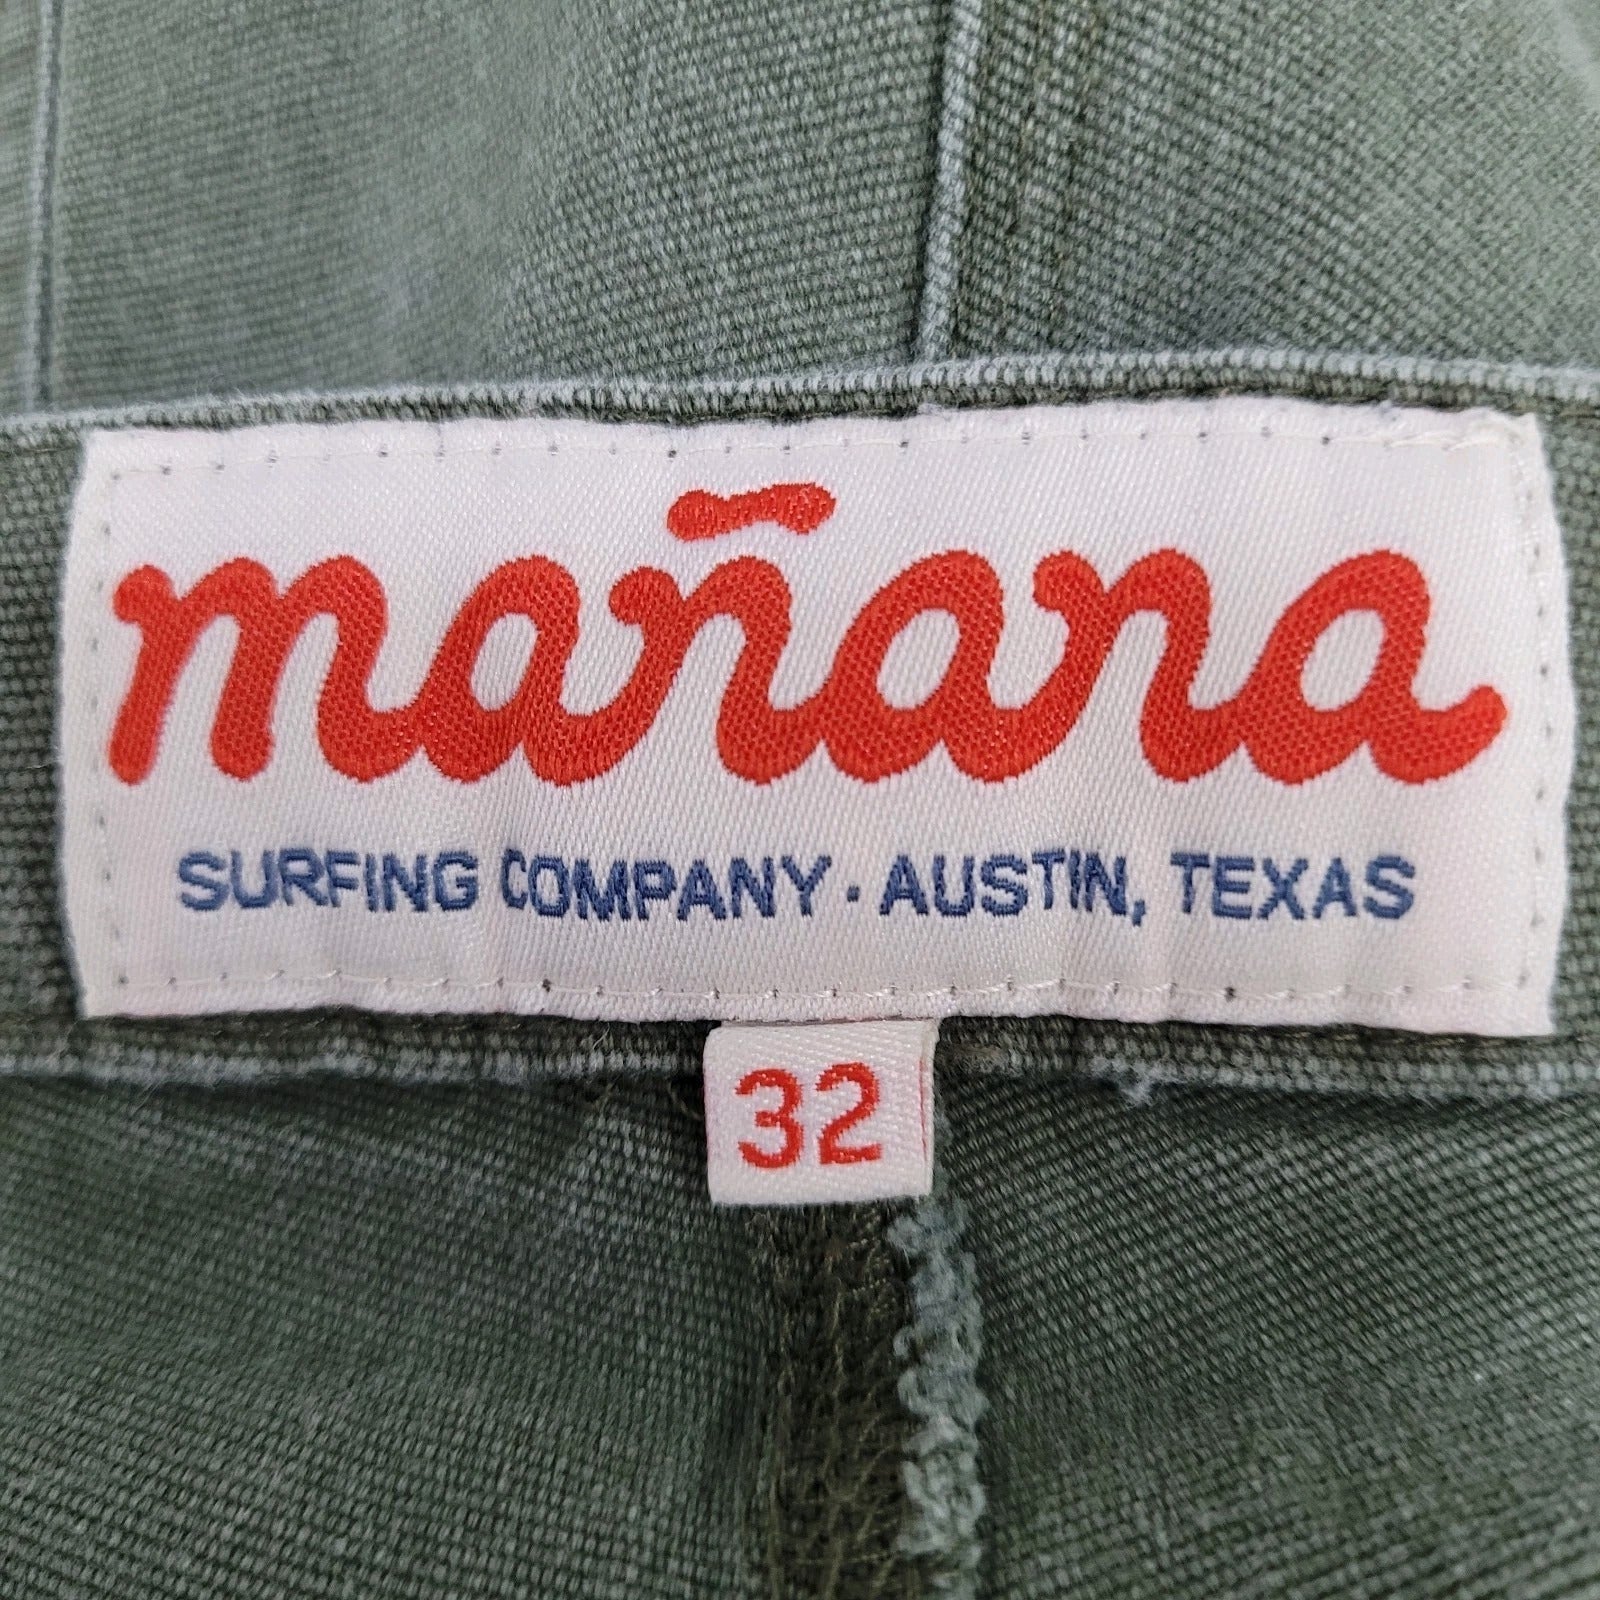 mañana
SURFING COMPANY · AUSTIN, TEXAS
32